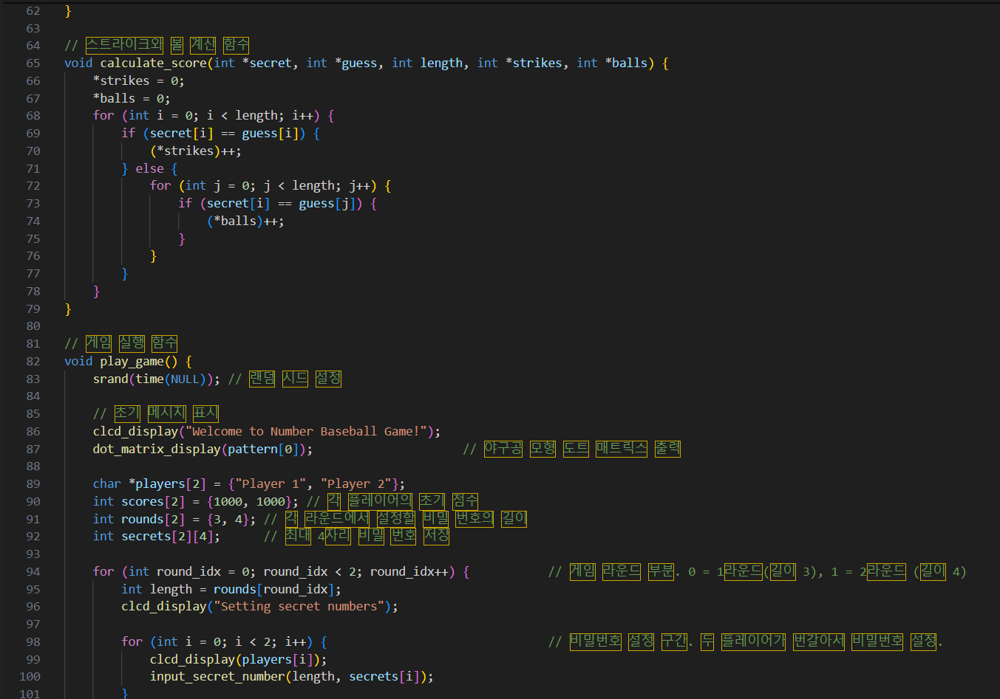 62 }
63
64 // 스트라이크와 볼 계산 함수
65 void calculate_score(int *secret, int *guess, int length, int *strikes, int *balls) {
66 *strikes = 0;
67 *balls = 0;
68 for (int i = 0; i < length; i++) {
69 if (secret[i] == guess[i]) {
70 (*strikes)++;
71 } else {
72 for (int j = 0; j < length; j++) {
73 if (secret[i] == guess[j]) {
74 (*balls)++;
75 }
76 }
77 }
78 }
79 }
80
81 // 게임 실행 함수
82 void play_game() {
83 srand(time(NULL)); // 랜덤 시드 설정
84
85 // 초기 메시지 표시
86 clcd_display("Welcome to Number Baseball Game!");
87 dot_matrix_display(pattern[0]); // 야구공 모형 도트 매트릭스 출력
88
89 char *players[2] = {"Player 1", "Player 2"};
90 int scores[2] = {1000, 1000}; // 각 플레이어의 초기 점수
91 int rounds[2] = {3, 4}; // 각 라운드에서 설정할 비밀 번호의 길이
92 int secrets[2][4]; // 최대 4자리 비밀 번호 저장
93
94 for (int round_idx = 0; round_idx < 2; round_idx++) { // 게임 라운드 부분. 0 = 1라운드(길이 3), 1 = 2라운드 (길이 4)
95 int length = rounds[round_idx];
96 clcd_display("Setting secret numbers");
97
98 for (int i = 0; i < 2; i++) { // 비밀번호 설정 구간. 두 플레이어가 번갈아서 비밀번호 설정.
99 clcd_display(players[i]);
100 input_secret_number(length, secrets[i]);
101 }